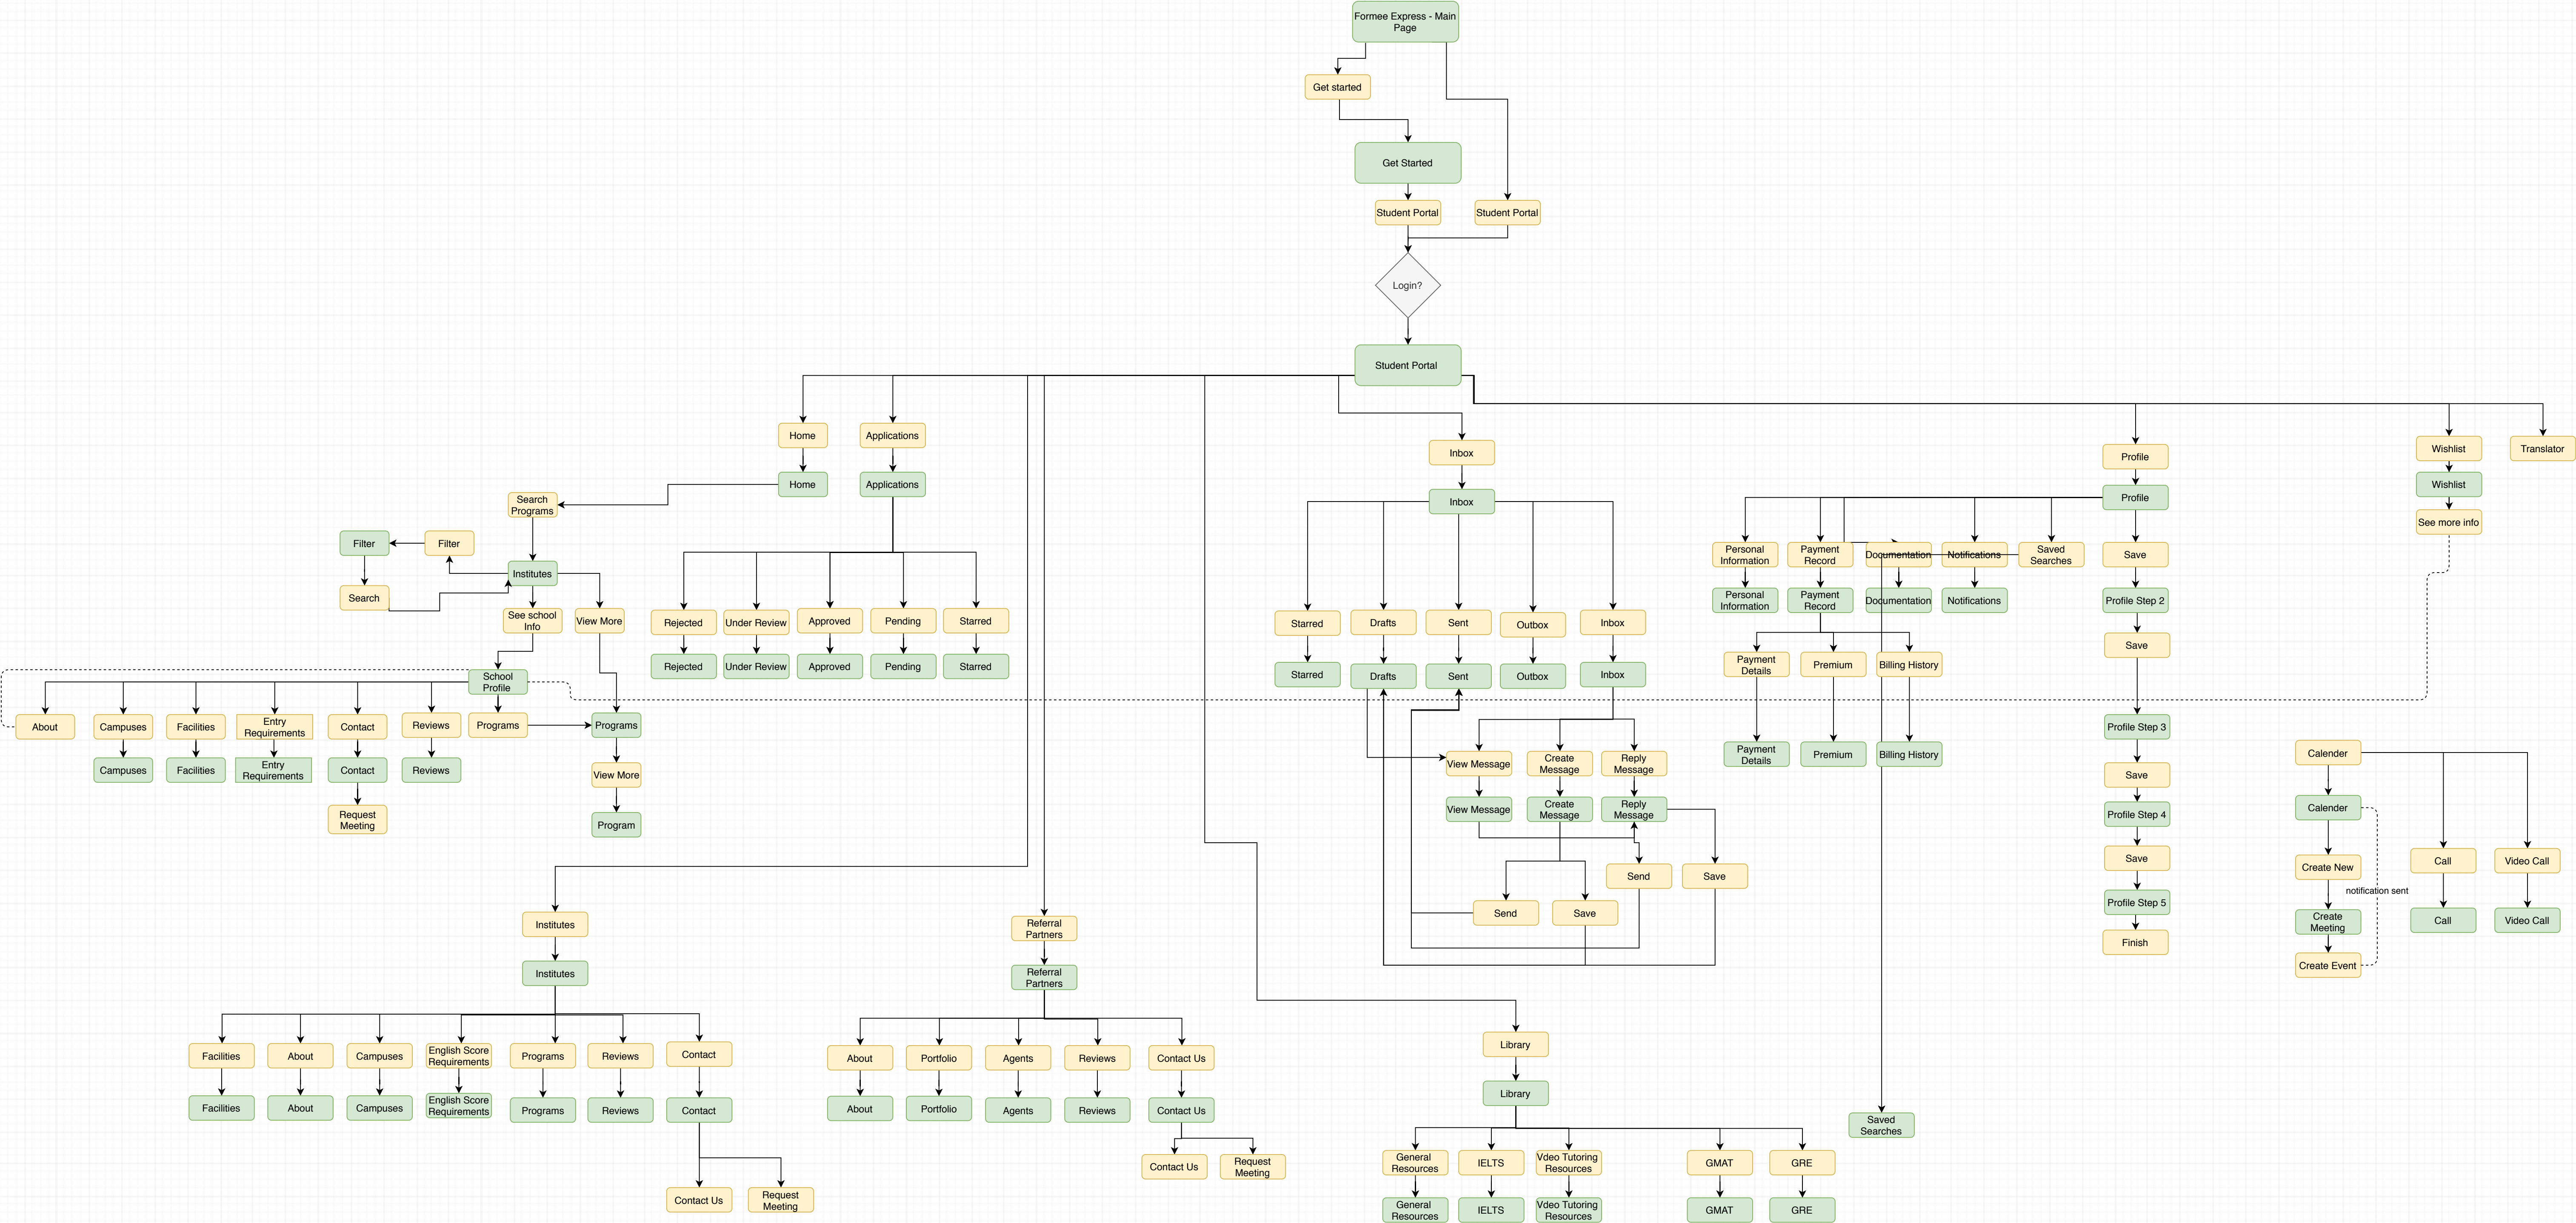 Formee Express - Main
Page
Get started
Get Started
Student Portal
Student Portal
Login?
Student Portal
Home
Applications
Inbox
Profile
Wishlist
Translator
Home
Applications
Inbox
Profile
Wishlist
Search
Programs
See more info
Filter
Filter
Institutes
Search
See school
Info
View More
Rejected
Under Review
Approved
Pending
Starred
Rejected
Under Review
Approved
Pending
Starred
Starred
Drafts
Sent
Outbox
Inbox
Starred
Drafts
Sent
Outbox
Inbox
Personal
Information
Payment
Record
Documentation
Notifications
Saved
Searches
Save
Personal
Information
Payment
Record
Documentation
Notifications
Profile Step 2
Save
Payment
Details
Premium
Billing History
School
Profile
About
Campuses
Facilities
Entry
Requirements
Contact
Reviews
Programs
Programs
Campuses
Facilities
Entry
Requirements
Contact
Reviews
View More
Request
Meeting
Program
View Message
Create
Message
Reply
Message
View Message
Create
Message
Reply
Message
Send
Save
Send
Save
Payment
Details
Premium
Billing History
Profile Step 3
Save
Profile Step 4
Save
Profile Step 5
Finish
Calender
Calender
Create New
notification sent
Create
Meeting
Create Event
Call
Video Call
Call
Video Call
Institutes
Institutes
Referral
Partners
Referral
Partners
Facilities
About
Campuses
English Score
Requirements
Programs
Reviews
Contact
Facilities
About
Campuses
English Score
Requirements
Programs
Reviews
Contact
Contact Us
Request
Meeting
About
Portfolio
Agents
Reviews
Contact Us
About
Portfolio
Agents
Reviews
Contact Us
Contact Us
Request
Meeting
Library
Library
Saved
Searches
General
Resources
IELTS
Vdeo Tutoring
Resources
GMAT
GRE
General
Resources
IELTS
Vdeo Tutoring
Resources
GMAT
GRE